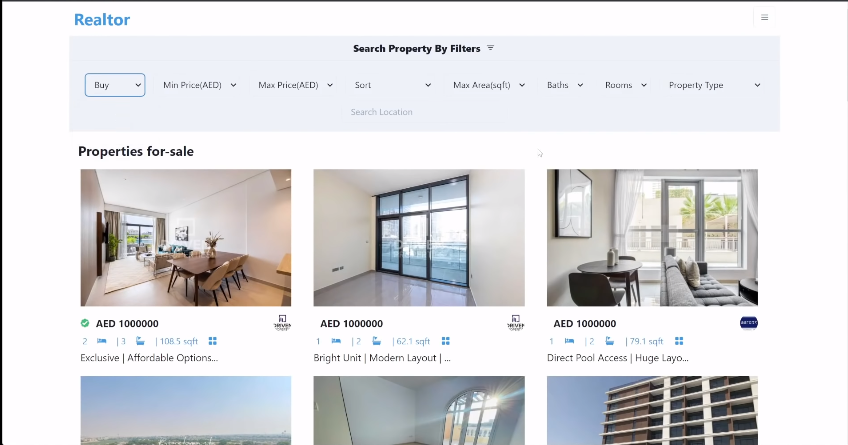 Realtor
Search Property By Filters
Buy Min Price(AED) Max Price(AED) Sort Max Area(sqft) Baths Rooms Property Type
Search Location
Properties for-sale
AED 1000000
2 | 3 | 108.5 sqft
Exclusive | Affordable Options...
DRIVEN
AED 1000000
1 | 2 | 62.1 sqft
Bright Unit | Modern Layout | ...
DRIVEN
AED 1000000
1 | 2 | 79.1 sqft
Direct Pool Access | Huge Layo...